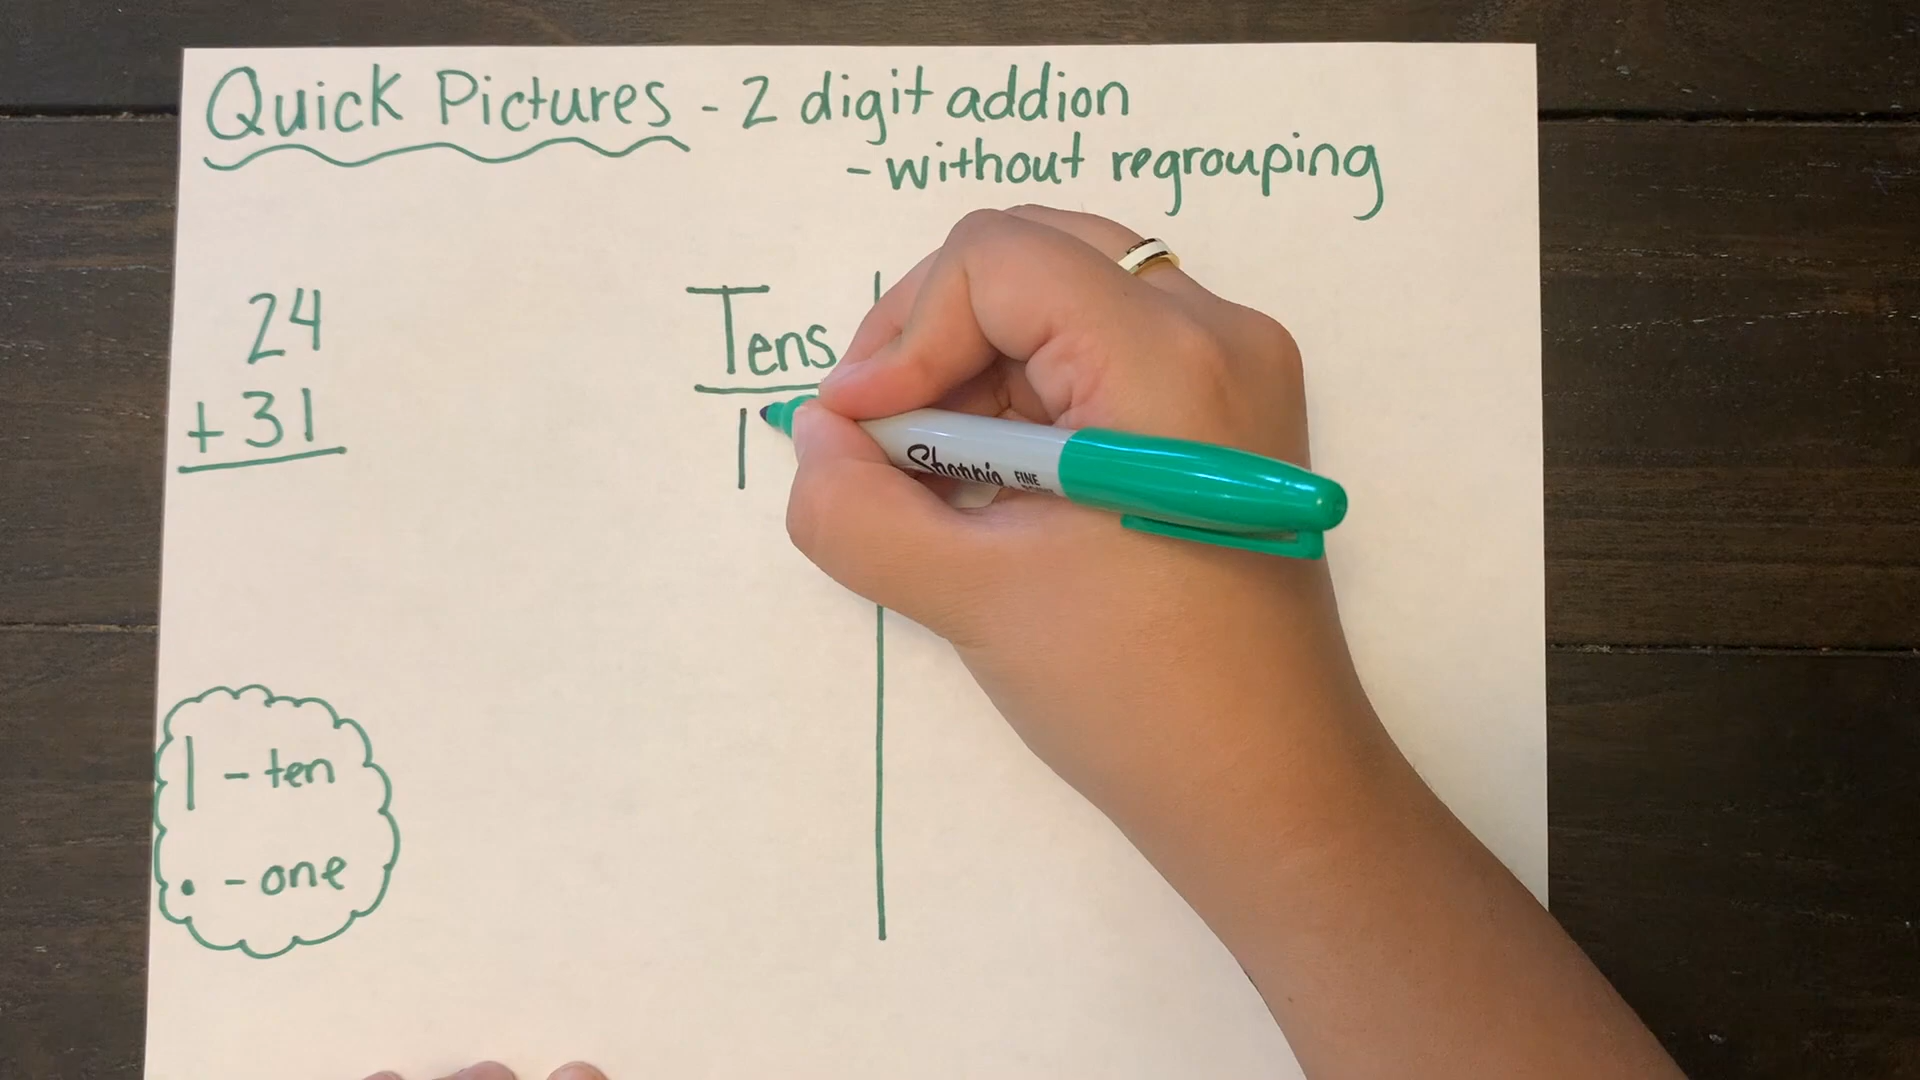 Quick Pictures - 2 digit addion
- without regrouping
24
+ 31
Tens
|
Sharpie FINE
| - ten
• - one